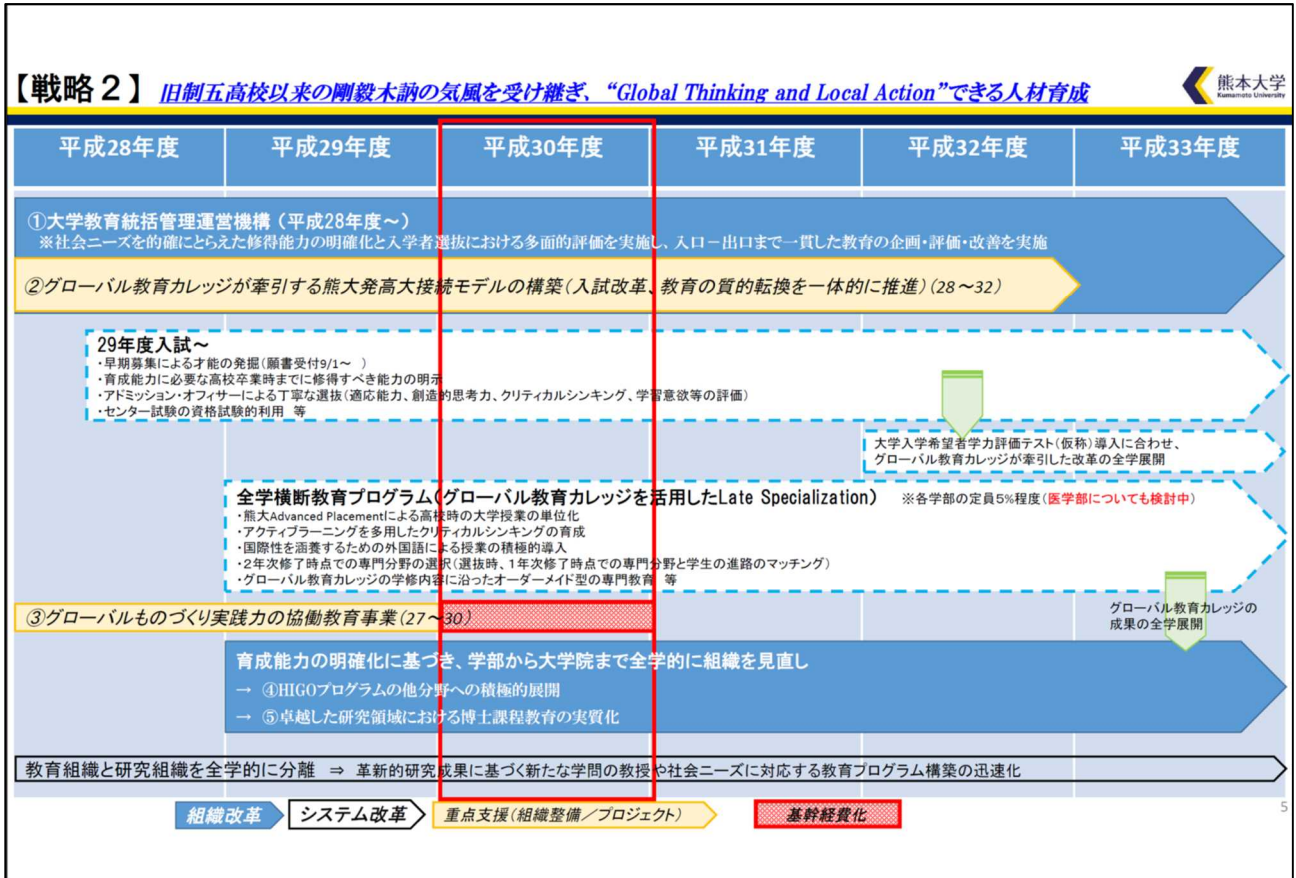 【戦略２】 旧制五高校以来の剛毅木訥の気風を受け継ぎ、“Global Thinking and Local Action”できる人材育成
熊本大学
Kumamoto University
平成28年度 平成29年度 平成30年度 平成31年度 平成32年度 平成33年度
①大学教育統括管理運営機構（平成28年度～）
※社会ニーズを的確にとらえた修得能力の明確化と入学者選抜における多面的評価を実施し、入口－出口まで一貫した教育の企画・評価・改善を実施
②グローバル教育カレッジが牽引する熊大発高大接続モデルの構築（入試改革、教育の質的転換を一体的に推進）（28～32）
29年度入試～
・早期募集による才能の発掘（願書受付9/1～ ）
・育成能力に必要な高校卒業時までに修得すべき能力の明示
・アドミッション・オフィサーによる丁寧な選抜（適応能力、創造的思考力、クリティカルシンキング、学習意欲等の評価）
・センター試験の資格試験的利用 等
大学入学希望者学力評価テスト（仮称）導入に合わせ、
グローバル教育カレッジが牽引した改革の全学展開
全学横断教育プログラム（グローバル教育カレッジを活用したLate Specialization） ※各学部の定員5%程度（医学部についても検討中）
・熊大Advanced Placementによる高校時の大学授業の単位化
・アクティブラーニングを多用したクリティカルシンキングの育成
・国際性を涵養するための外国語による授業の積極的導入
・２年次修了時点での専門分野の選択（選抜時、１年次修了時点での専門分野と学生の進路のマッチング）
・グローバル教育カレッジの学修内容に沿ったオーダーメイド型の専門教育 等
③グローバルものづくり実践力の協働教育事業（27～30）
グローバル教育カレッジの
成果の全学展開
育成能力の明確化に基づき、学部から大学院まで全学的に組織を見直し
→ ④HIGOプログラムの他分野への積極的展開
→ ⑤卓越した研究領域における博士課程教育の実質化
教育組織と研究組織を全学的に分離 ⇒ 革新的研究成果に基づく新たな学問の教授や社会ニーズに対応する教育プログラム構築の迅速化
組織改革 システム改革 重点支援（組織整備／プロジェクト） 基幹経費化
5